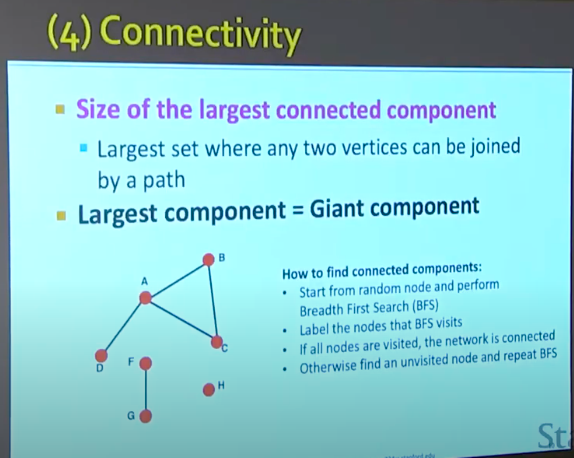 (4) Connectivity
Size of the largest connected component
Largest set where any two vertices can be joined
by a path
Largest component = Giant component
B
A
C
D
F
H
G
How to find connected components:
• Start from random node and perform
Breadth First Search (BFS)
• Label the nodes that BFS visits
• If all nodes are visited, the network is connected
• Otherwise find an unvisited node and repeat BFS